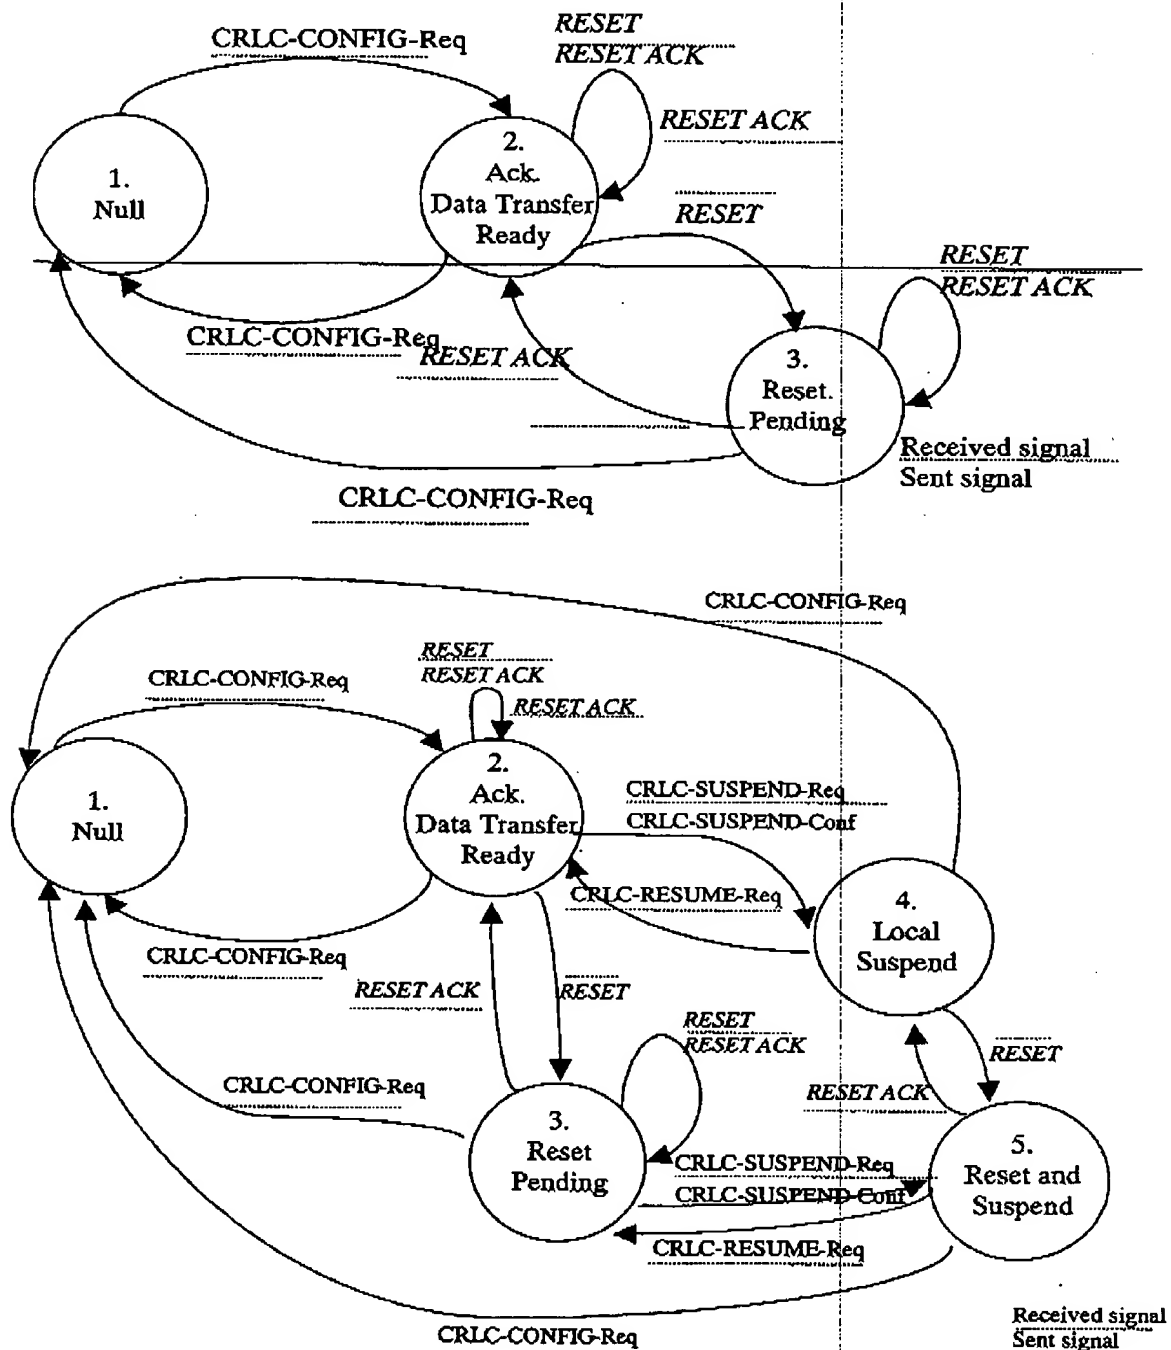 CRLC-CONFIG-Req
RESET
RESET ACK
RESET ACK
1.
Null
2.
Ack.
Data Transfer
Ready
RESET
RESET
RESET ACK
CRLC-CONFIG-Req
RESET ACK
3.
Reset.
Pending
Received signal
Sent signal
CRLC-CONFIG-Req
CRLC-CONFIG-Req
RESET
RESET ACK
CRLC-CONFIG-Req
RESET ACK
1.
Null
2.
Ack.
Data Transfer
Ready
CRLC-SUSPEND-Req
CRLC-SUSPEND-Conf
CRLC-RESUME-Req
4.
Local
Suspend
CRLC-CONFIG-Req
RESET ACK
RESET
RESET
RESET ACK
RESET
CRLC-CONFIG-Req
RESET ACK
3.
Reset
Pending
CRLC-SUSPEND-Req
CRLC-SUSPEND-Conf
5.
Reset and
Suspend
CRLC-RESUME-Req
CRLC-CONFIG-Req
Received signal
Sent signal